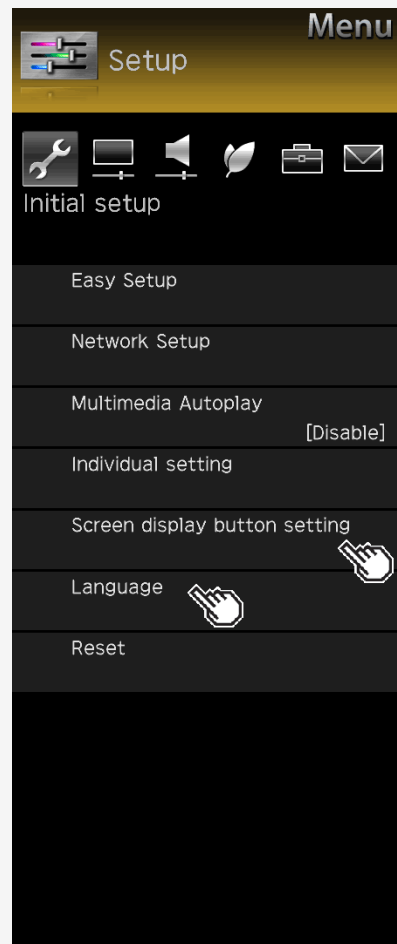 Menu
Setup
Initial setup
Easy Setup
Network Setup
Multimedia Autoplay
[Disable]
Individual setting
Screen display button setting
Language
Reset